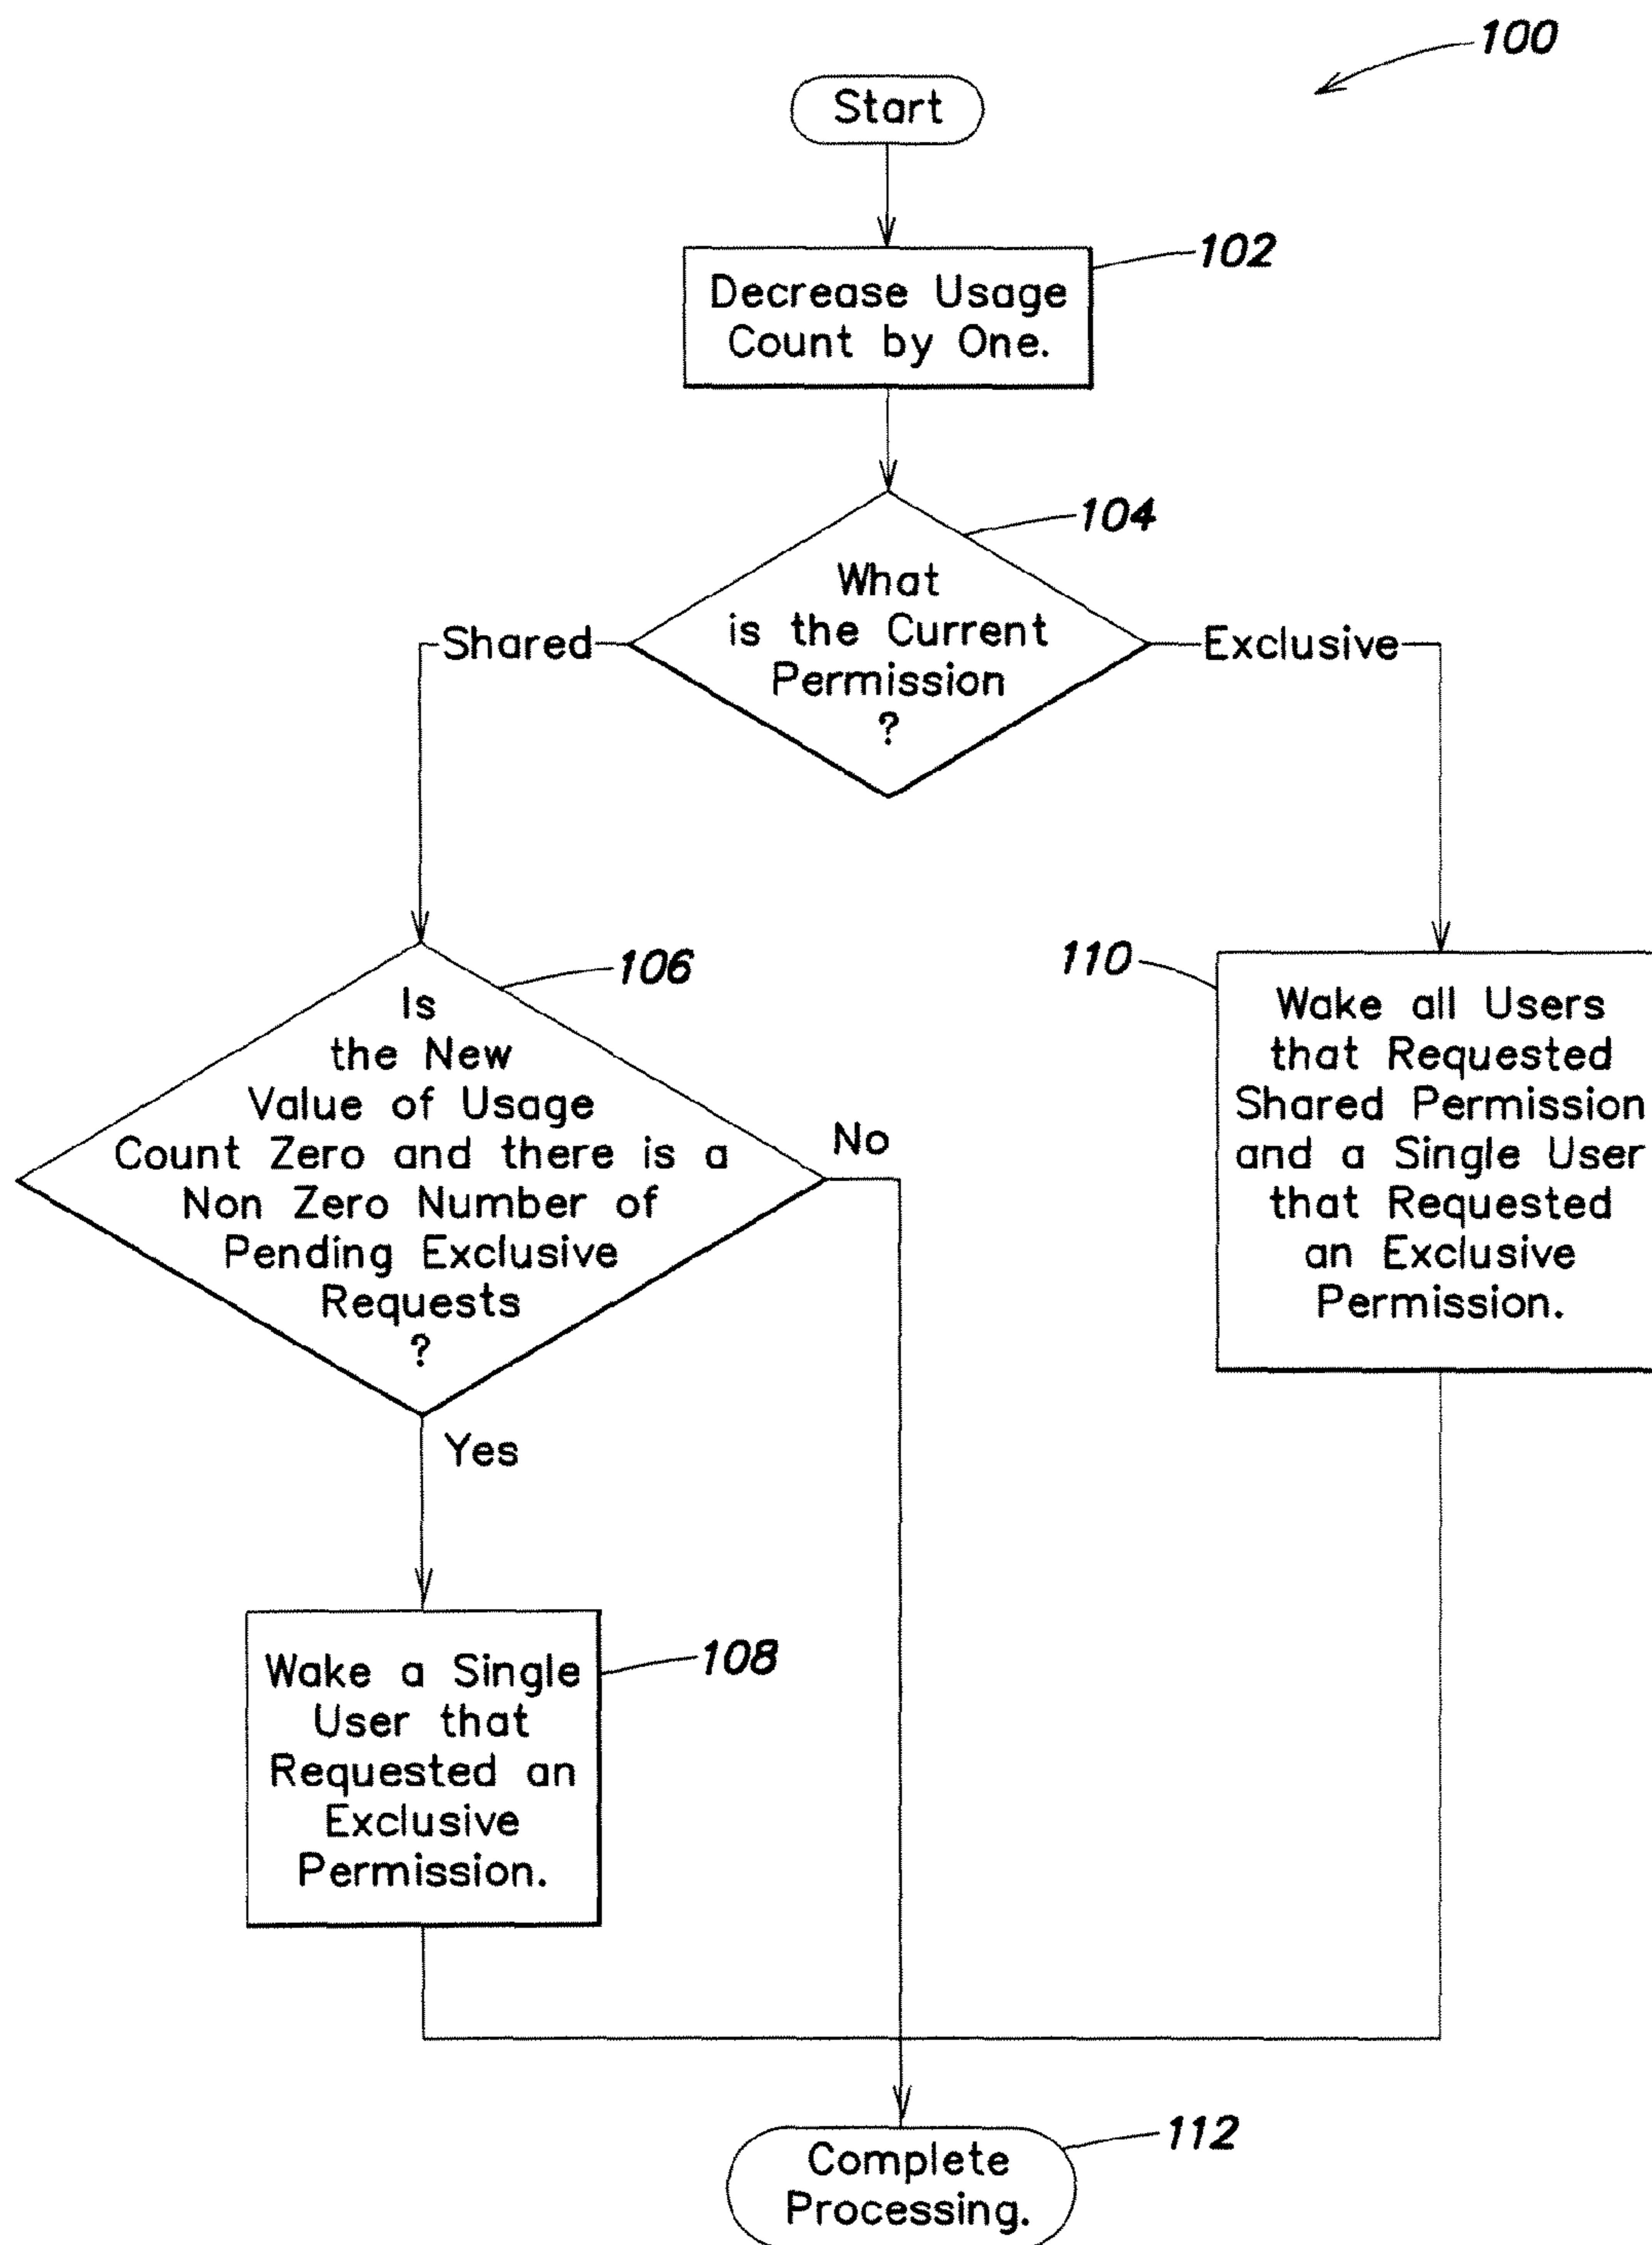 100
Start
102
Decrease Usage
Count by One.
104
What
is the Current
Permission
?
Shared
Exclusive
106
Is
the New
Value of Usage
Count Zero and there is a
Non Zero Number of
Pending Exclusive
Requests
?
No
Yes
110
Wake all Users
that Requested
Shared Permission
and a Single User
that Requested
an Exclusive
Permission.
108
Wake a Single
User that
Requested an
Exclusive
Permission.
112
Complete
Processing.